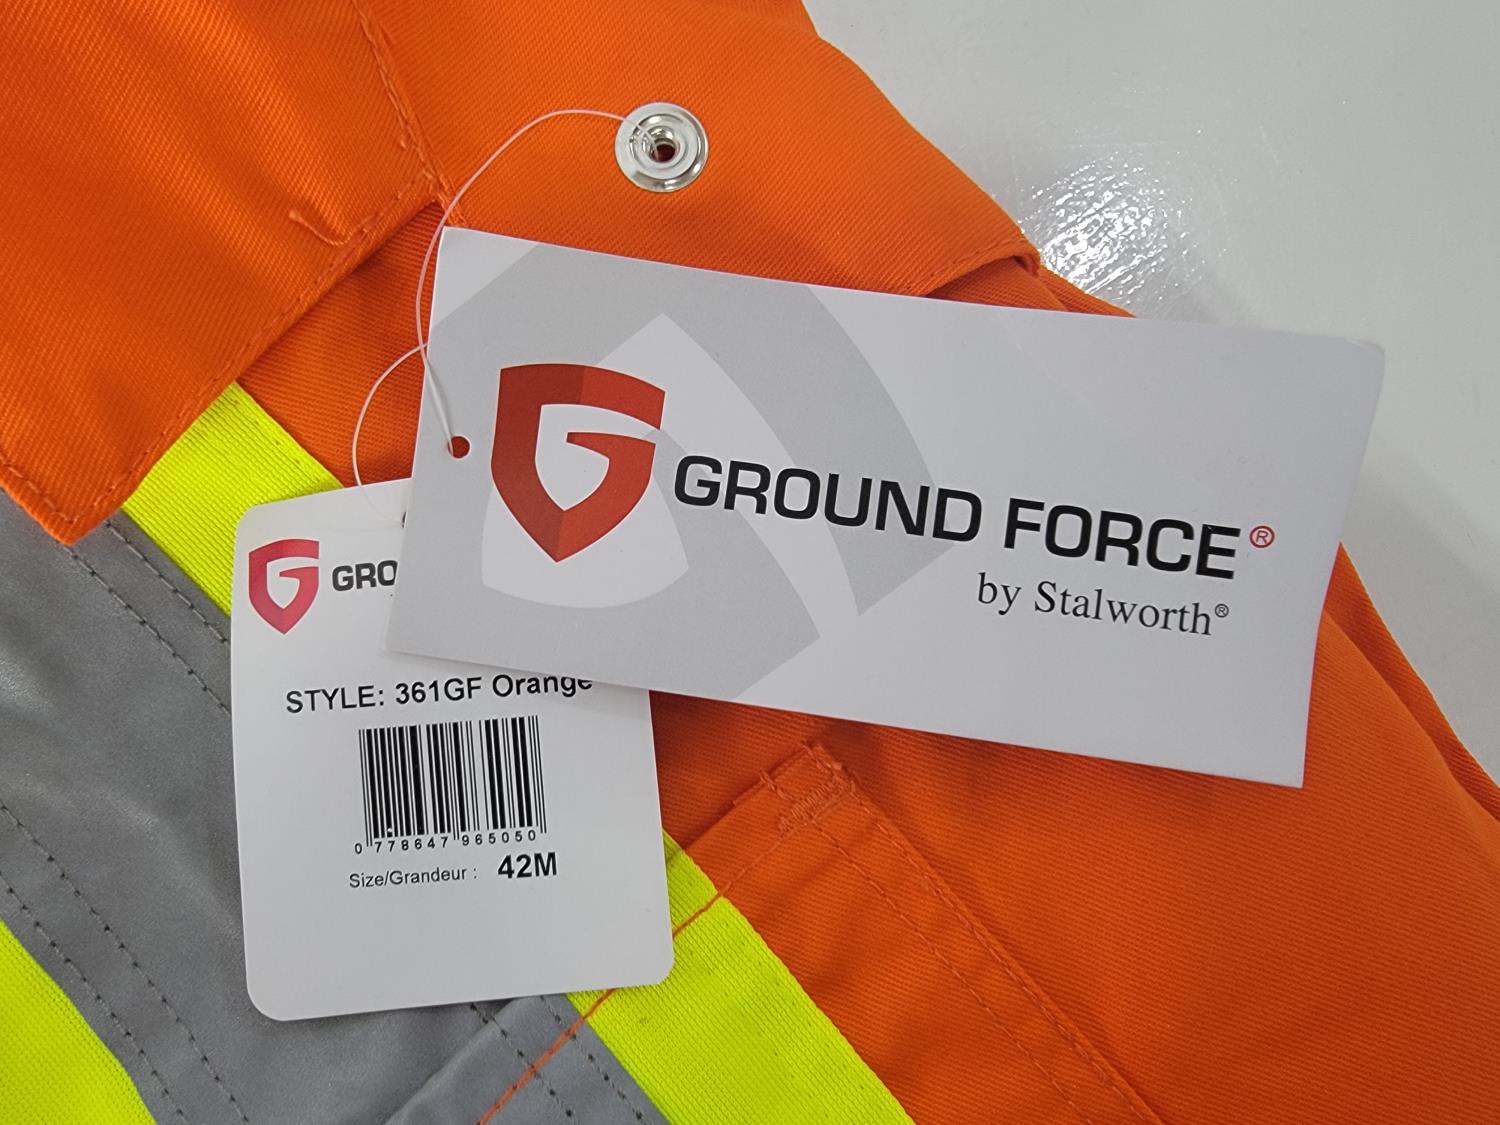 GROUND FORCE®
by Stalworth®
GRO
STYLE: 361GF Orange
0 778647 965050
Size/Grandeur : 42M